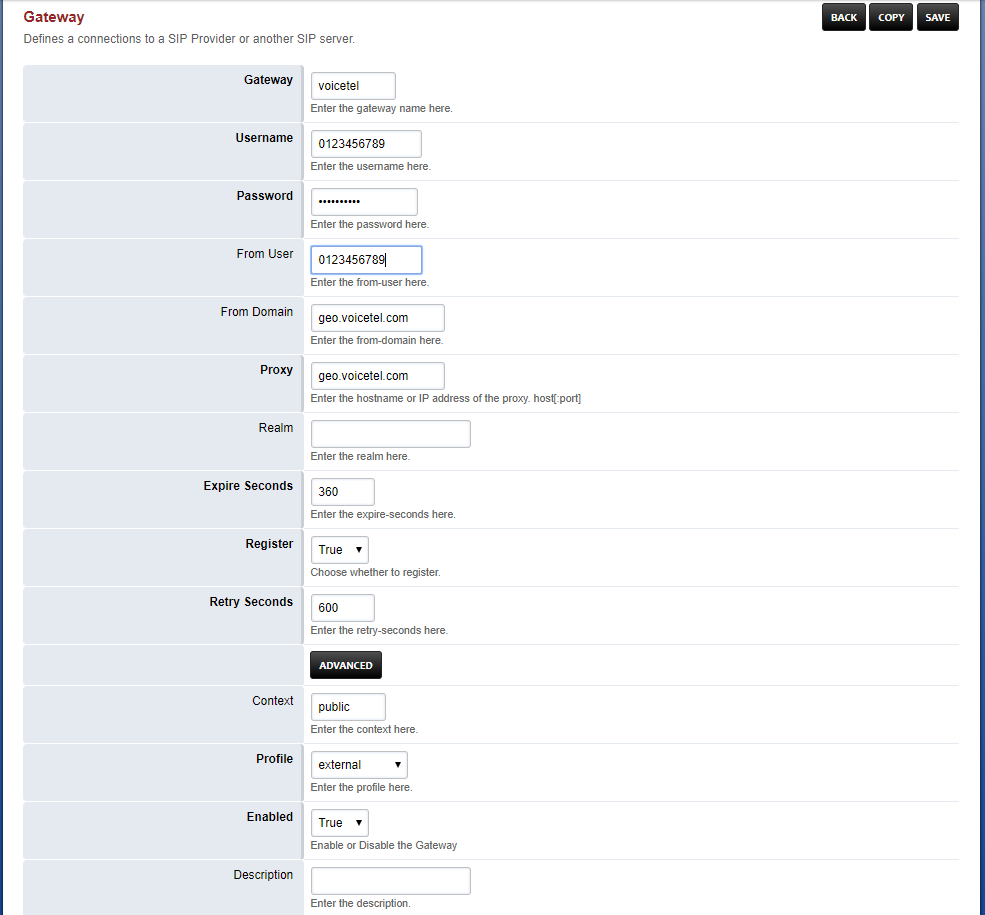 Gateway
BACK COPY SAVE
Defines a connections to a SIP Provider or another SIP server.
Gateway
voicetel
Enter the gateway name here.
Username
0123456789
Enter the username here.
Password
••••••••••
Enter the password here.
From User
0123456789
Enter the from-user here.
From Domain
geo.voicetel.com
Enter the from-domain here.
Proxy
geo.voicetel.com
Enter the hostname or IP address of the proxy. host[:port]
Realm
Enter the realm here.
Expire Seconds
360
Enter the expire-seconds here.
Register
True
Choose whether to register.
Retry Seconds
600
Enter the retry-seconds here.
ADVANCED
Context
public
Enter the context here.
Profile
external
Enter the profile here.
Enabled
True
Enable or Disable the Gateway
Description
Enter the description.